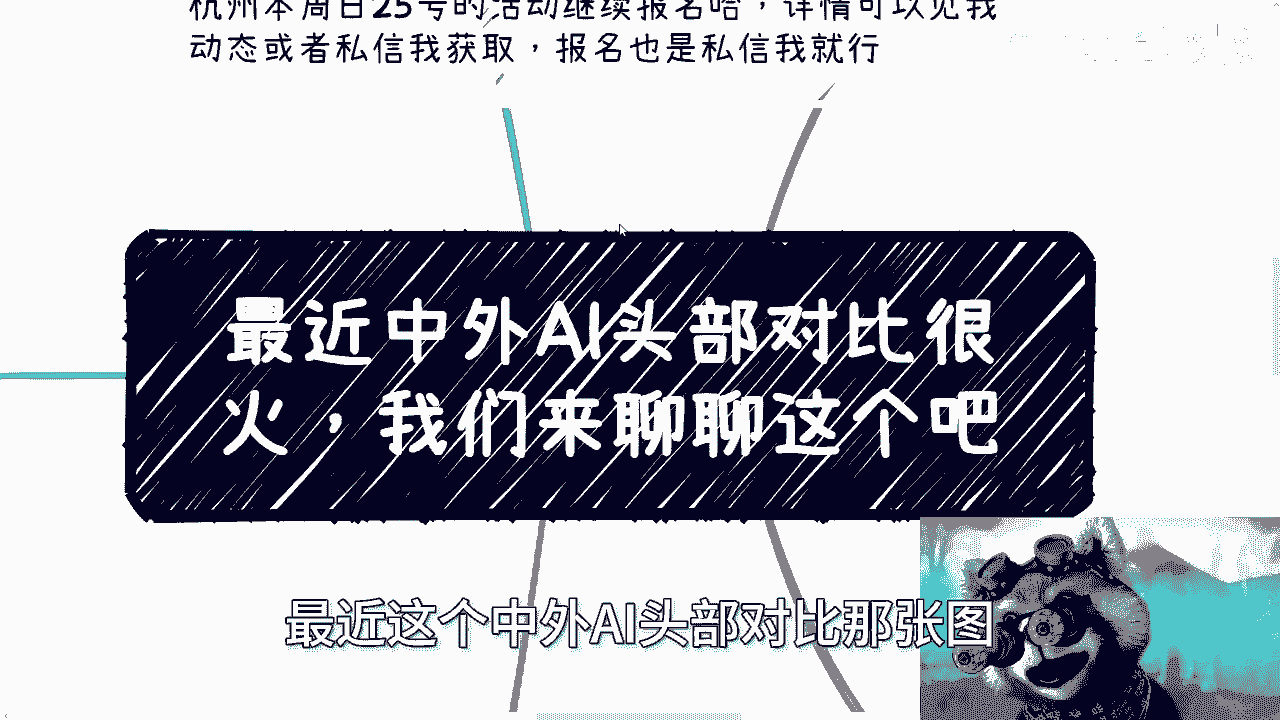 杭州本周日25号的活动继续报名哈，详情可以见我
动态或者私信我获取，报名也是私信我就行
最近中外AI头部对比很
火，我们来聊聊这个吧
最近这个中外AI头部对比那张图